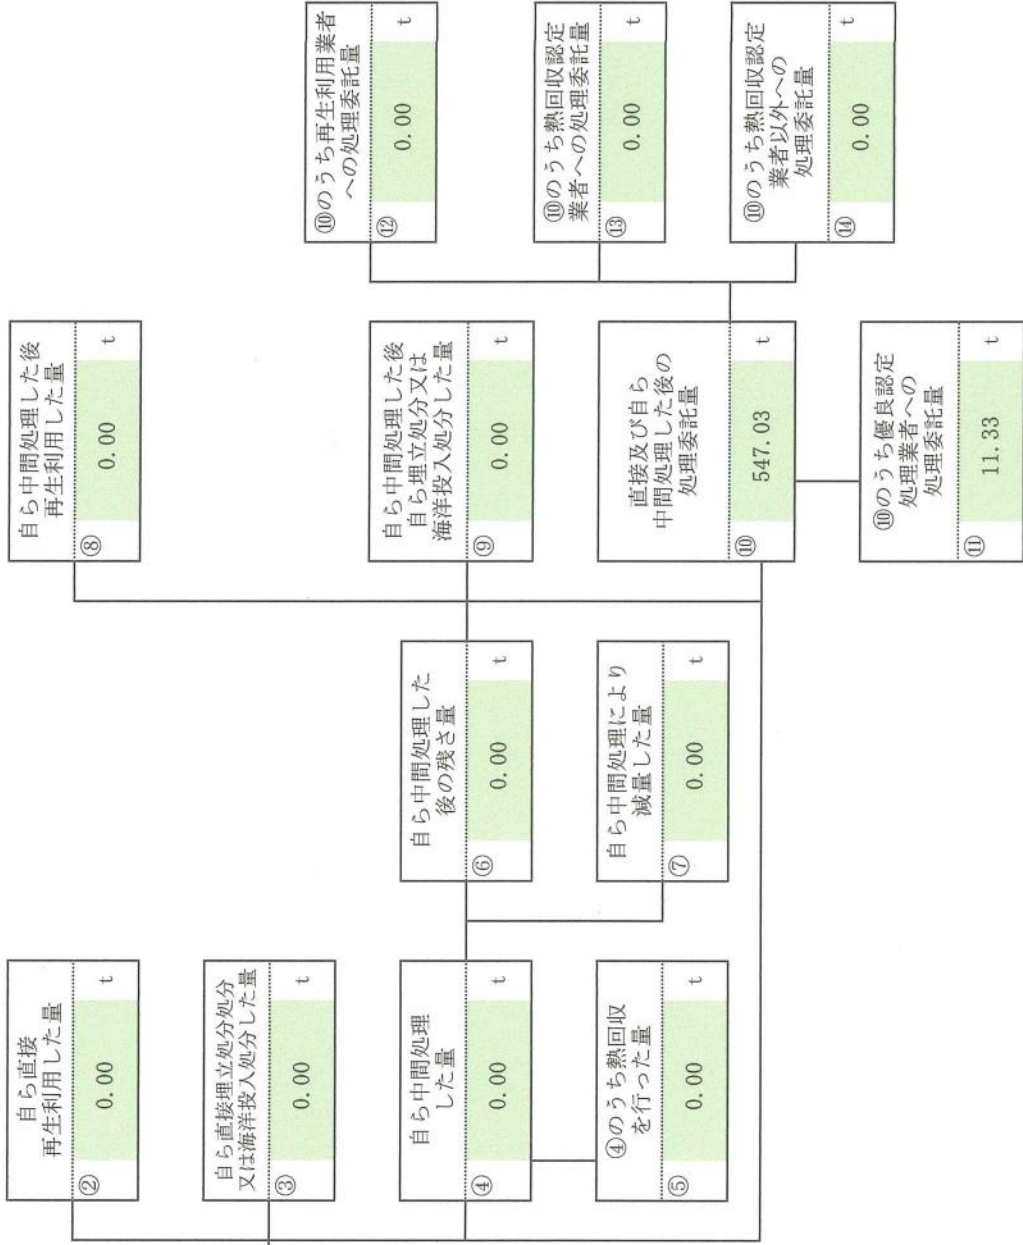 自ら直接
再生利用した量
② 0.00 t
自ら直接埋立処分処分
又は海洋投入処分した量
③ 0.00 t
自ら中間処理
した量
④ 0.00 t
④のうち熱回収
を行った量
⑤ 0.00 t
自ら中間処理した
後の残さ量
⑥ 0.00 t
自ら中間処理により
減量した量
⑦ 0.00 t
自ら中間処理した後
再生利用した量
⑧ 0.00 t
自ら中間処理した後
自ら埋立処分又は
海洋投入処分した量
⑨ 0.00 t
直接及び自ら
中間処理した後の
処理委託量
⑩ 547.03 t
⑩のうち優良認定
処理業者への
処理委託量
⑪ 11.33 t
⑩のうち再生利用業者
への処理委託量
⑫ 0.00 t
⑩のうち熱回収認定
業者への処理委託量
⑬ 0.00 t
⑩のうち熱回収認定
業者以外への
処理委託量
⑭ 0.00 t